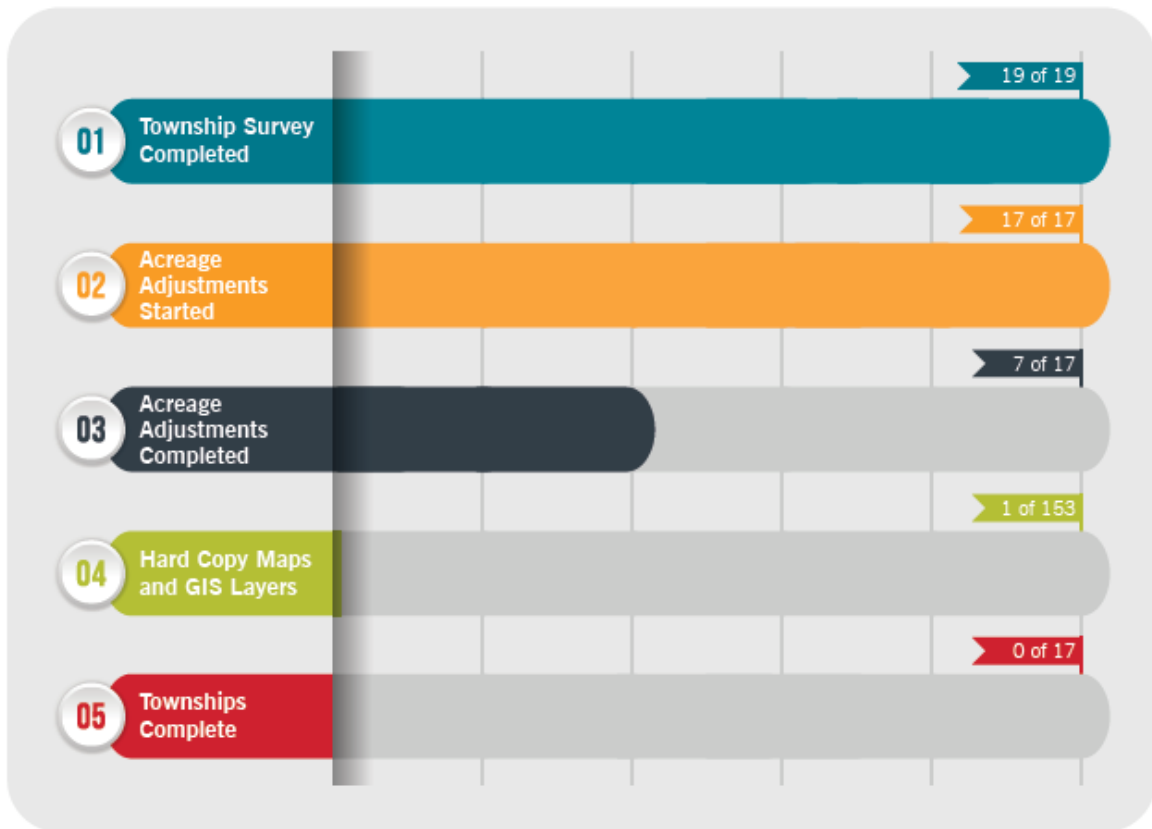 19 of 19
01
Township Survey
Completed
17 of 17
02
Acreage
Adjustments
Started
7 of 17
03
Acreage
Adjustments
Completed
1 of 153
04
Hard Copy Maps
and GIS Layers
0 of 17
05
Townships
Complete